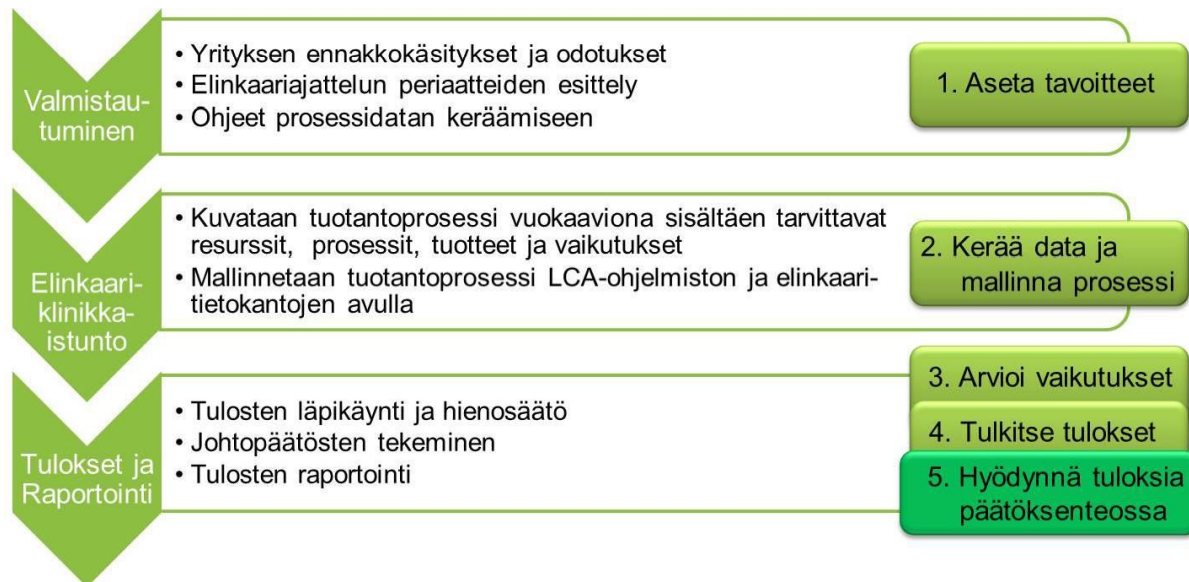 Valmistau-
tuminen
• Yrityksen ennakkokäsitykset ja odotukset
• Elinkaariajattelun periaatteiden esittely
• Ohjeet prosessidatan keräämiseen
1. Aseta tavoitteet
Elinkaari-
klinikka-
istunto
• Kuvataan tuotantoprosessi vuokaaviona sisältäen tarvittavat
resurssit, prosessit, tuotteet ja vaikutukset
• Mallinnetaan tuotantoprosessi LCA-ohjelmiston ja elinkaari-
tietokantojen avulla
2. Kerää data ja
mallinna prosessi
Tulokset ja
Raportointi
• Tulosten läpikäynti ja hienosäätö
• Johtopäätösten tekeminen
• Tulosten raportointi
3. Arvioi vaikutukset
4. Tulkitse tulokset
5. Hyödynnä tuloksia
päätöksenteossa